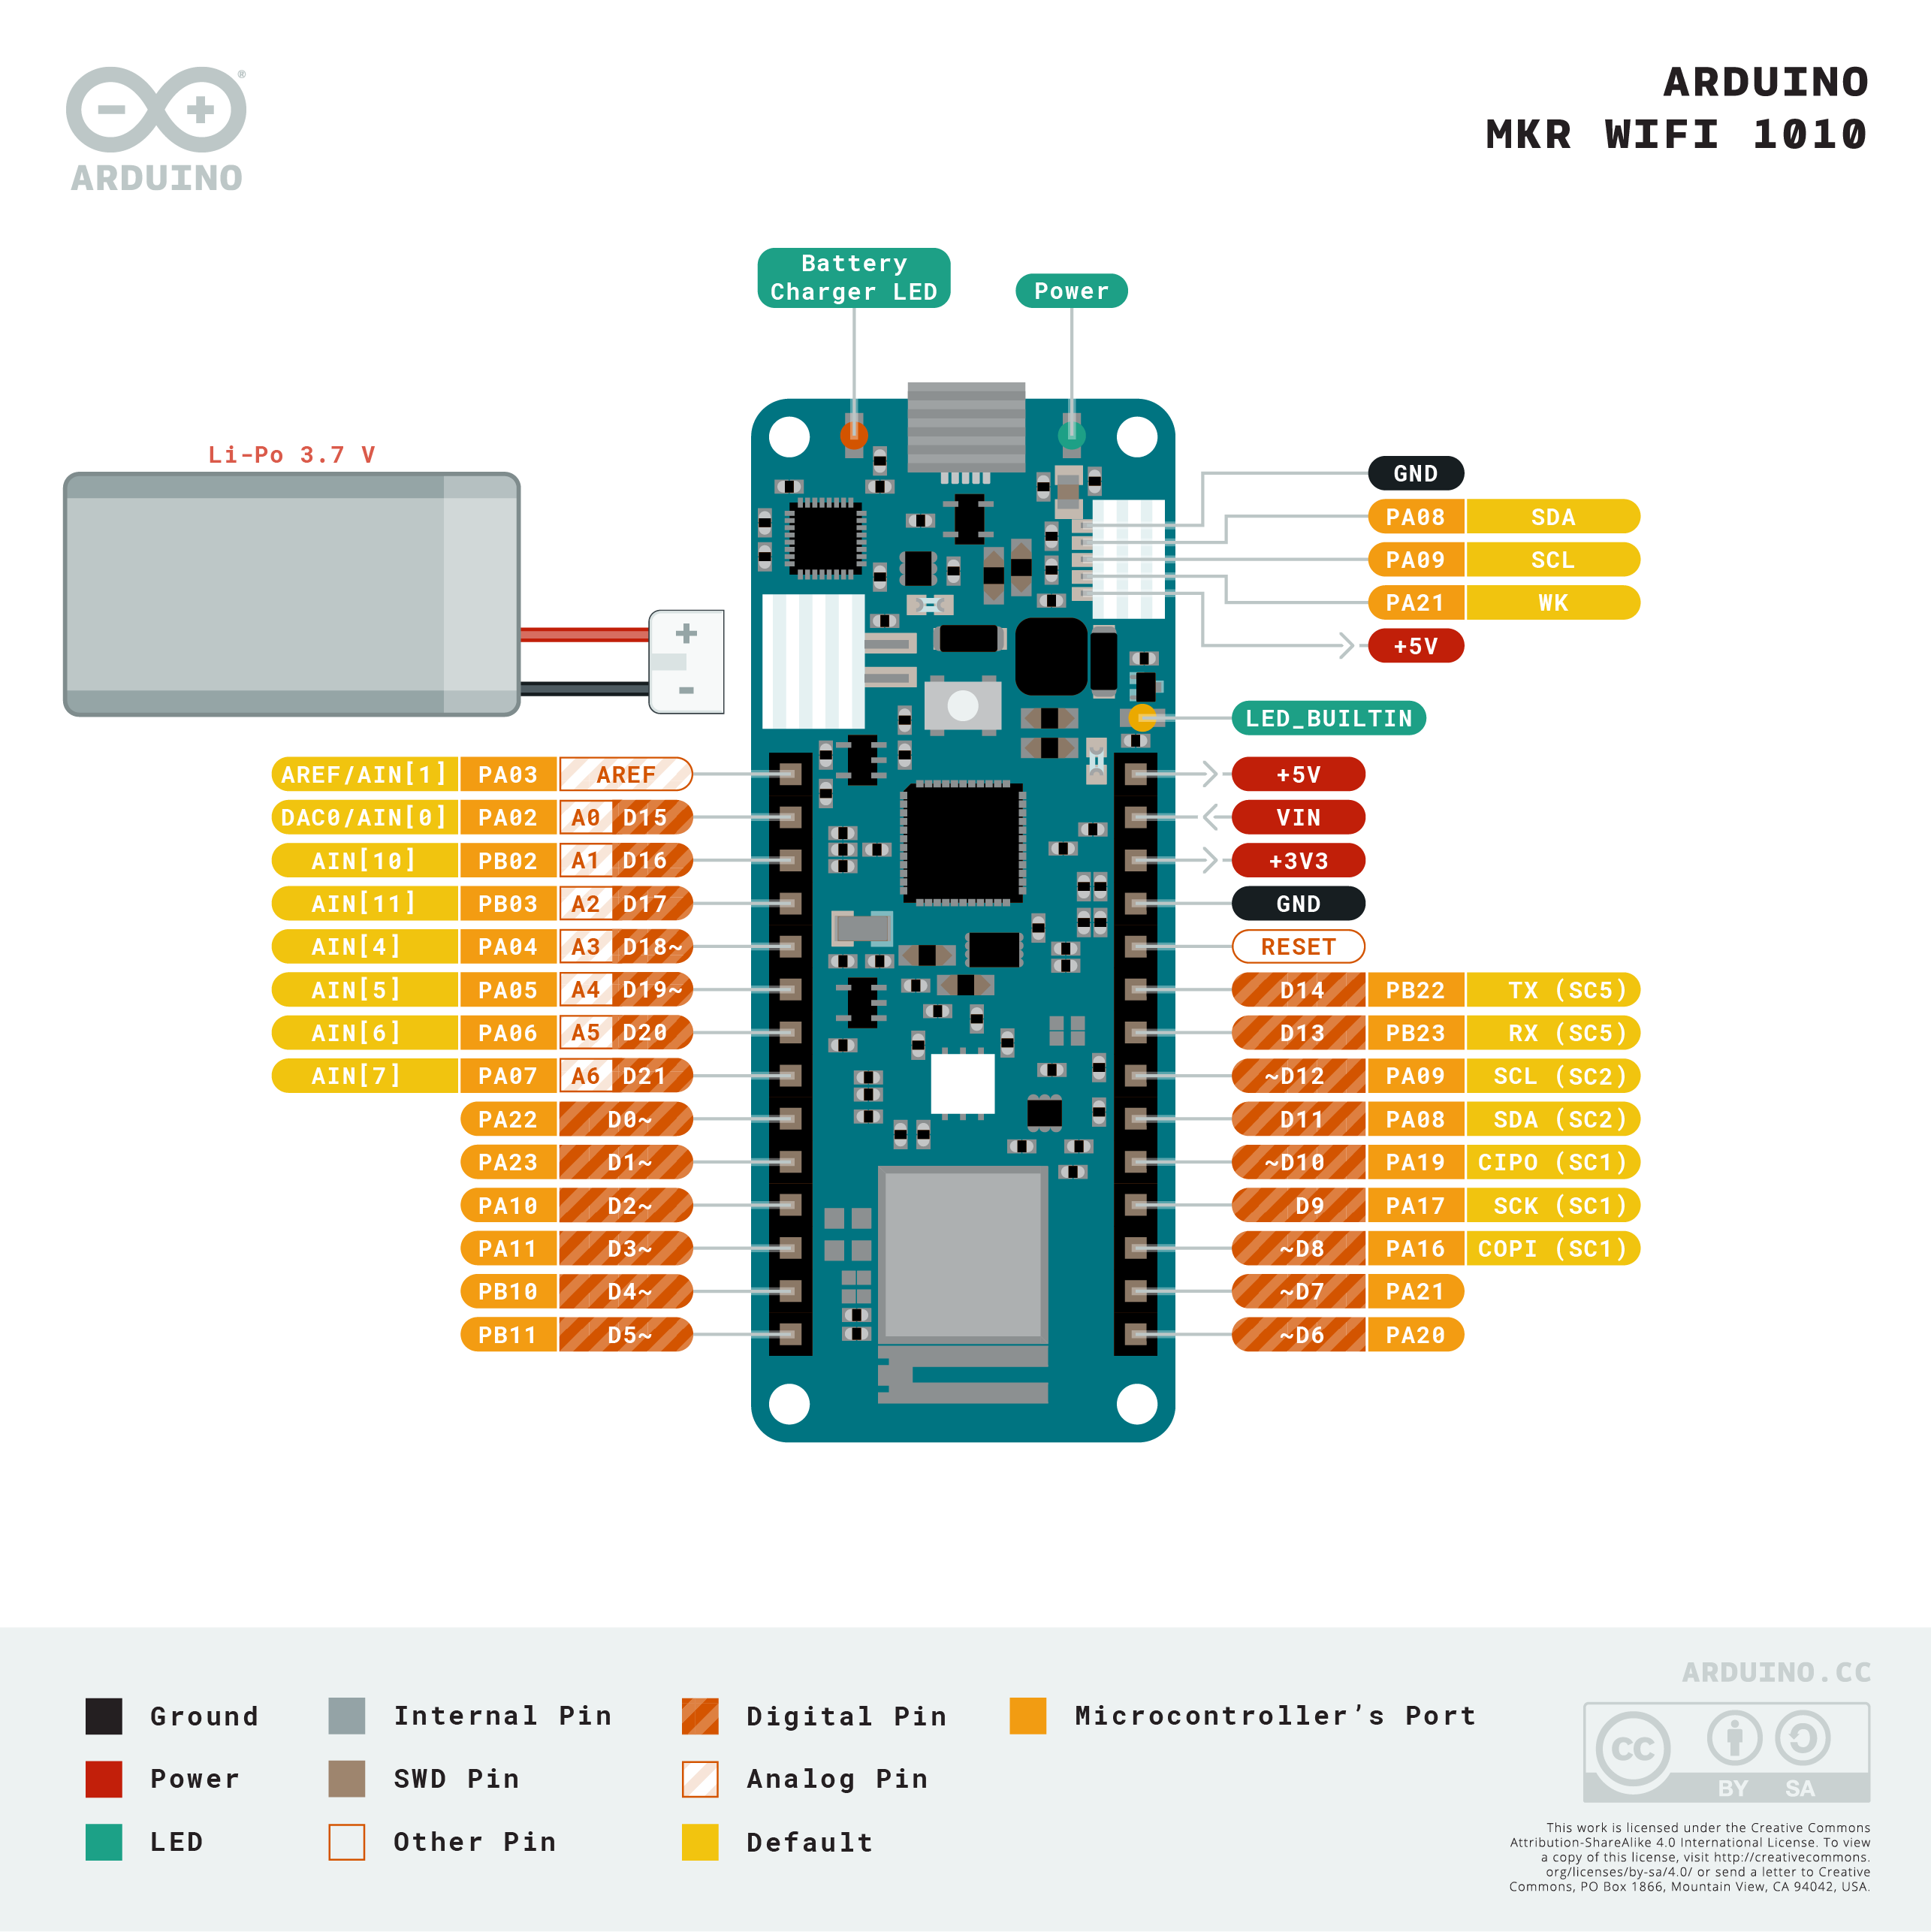 ARDUINO
ARDUINO
MKR WIFI 1010
Battery
Charger LED
Power
Li-Po 3.7 V
+
-
GND
PA08 SDA
PA09 SCL
PA21 WK
+5V
LED_BUILTIN
AREF/AIN[1] PA03 AREF
DAC0/AIN[0] PA02 A0 D15
AIN[10] PB02 A1 D16
AIN[11] PB03 A2 D17
AIN[4] PA04 A3 D18~
AIN[5] PA05 A4 D19~
AIN[6] PA06 A5 D20
AIN[7] PA07 A6 D21
PA22 D0~
PA23 D1~
PA10 D2~
PA11 D3~
PB10 D4~
PB11 D5~
+5V
VIN
+3V3
GND
RESET
D14 PB22 TX (SC5)
D13 PB23 RX (SC5)
~D12 PA09 SCL (SC2)
D11 PA08 SDA (SC2)
~D10 PA19 CIPO (SC1)
D9 PA17 SCK (SC1)
~D8 PA16 COPI (SC1)
~D7 PA21
~D6 PA20
Ground
Power
LED
Internal Pin
SWD Pin
Other Pin
Digital Pin
Analog Pin
Default
Microcontroller’s Port
ARDUINO.CC
CC
BY SA
This work is licensed under the Creative Commons
Attribution-ShareAlike 4.0 International License. To view
a copy of this license, visit http://creativecommons.
org/licenses/by-sa/4.0/ or send a letter to Creative
Commons, PO Box 1866, Mountain View, CA 94042, USA.